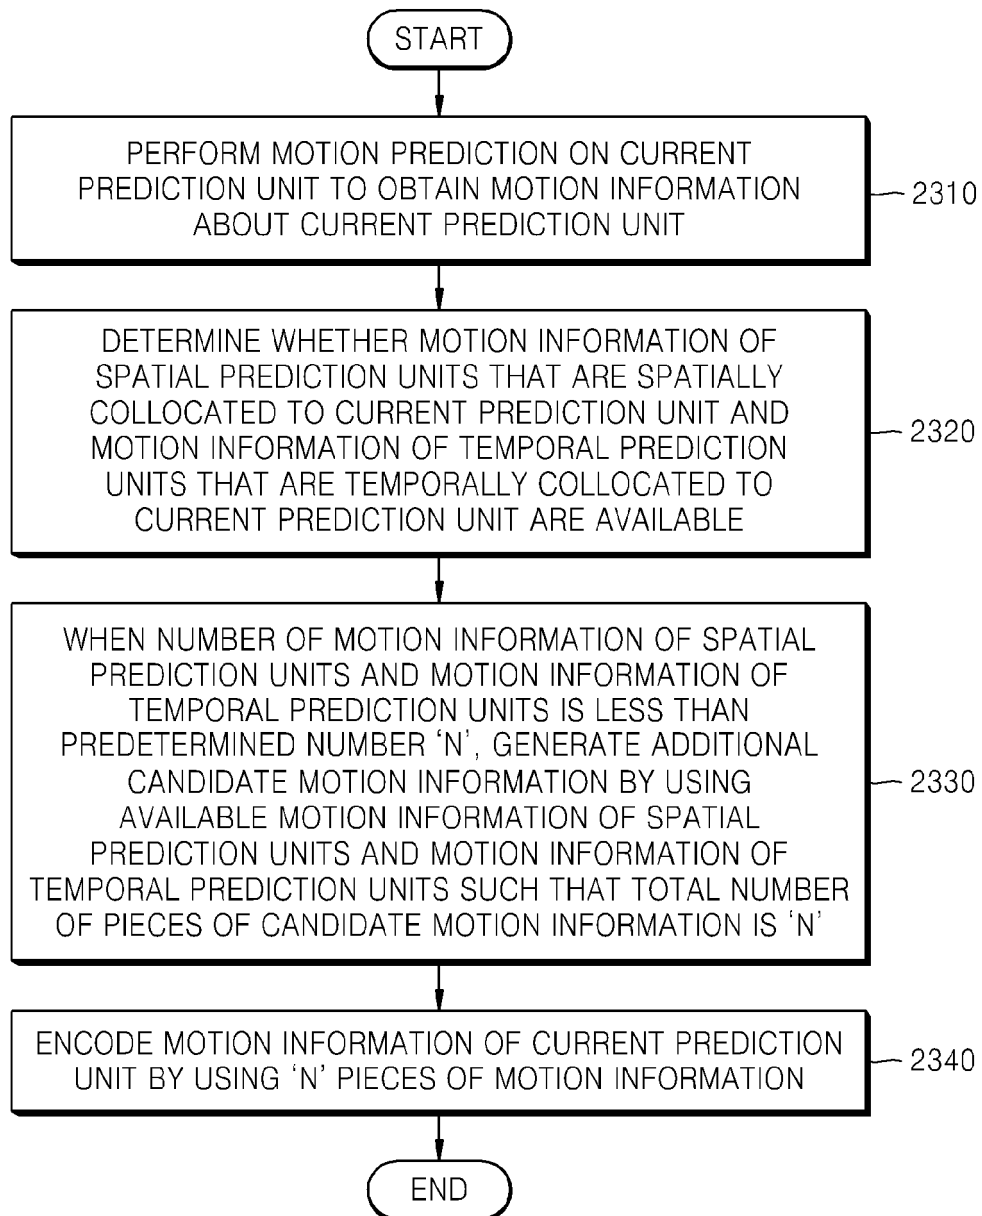 START
PERFORM MOTION PREDICTION ON CURRENT
PREDICTION UNIT TO OBTAIN MOTION INFORMATION
ABOUT CURRENT PREDICTION UNIT
2310
DETERMINE WHETHER MOTION INFORMATION OF
SPATIAL PREDICTION UNITS THAT ARE SPATIALLY
COLLOCATED TO CURRENT PREDICTION UNIT AND
MOTION INFORMATION OF TEMPORAL PREDICTION
UNITS THAT ARE TEMPORALLY COLLOCATED TO
CURRENT PREDICTION UNIT ARE AVAILABLE
2320
WHEN NUMBER OF MOTION INFORMATION OF SPATIAL
PREDICTION UNITS AND MOTION INFORMATION OF
TEMPORAL PREDICTION UNITS IS LESS THAN
PREDETERMINED NUMBER ‘N’, GENERATE ADDITIONAL
CANDIDATE MOTION INFORMATION BY USING
AVAILABLE MOTION INFORMATION OF SPATIAL
PREDICTION UNITS AND MOTION INFORMATION OF
TEMPORAL PREDICTION UNITS SUCH THAT TOTAL NUMBER
OF PIECES OF CANDIDATE MOTION INFORMATION IS ‘N’
2330
ENCODE MOTION INFORMATION OF CURRENT PREDICTION
UNIT BY USING ‘N’ PIECES OF MOTION INFORMATION
2340
END